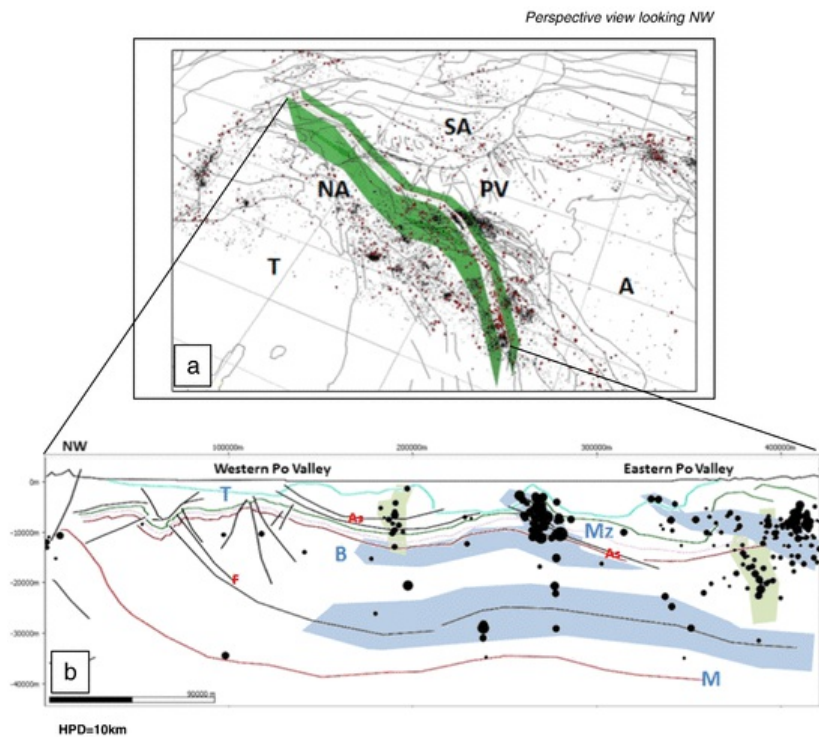 Perspective view looking NW
SA
NA
PV
T
A
a
NW
100000m
200000m
300000m
400000m
Western Po Valley
Eastern Po Valley
0m
T
As
-10000m
Mz
B
As
F
-20000m
-30000m
b
M
-40000m
90000 m
HPD=10km